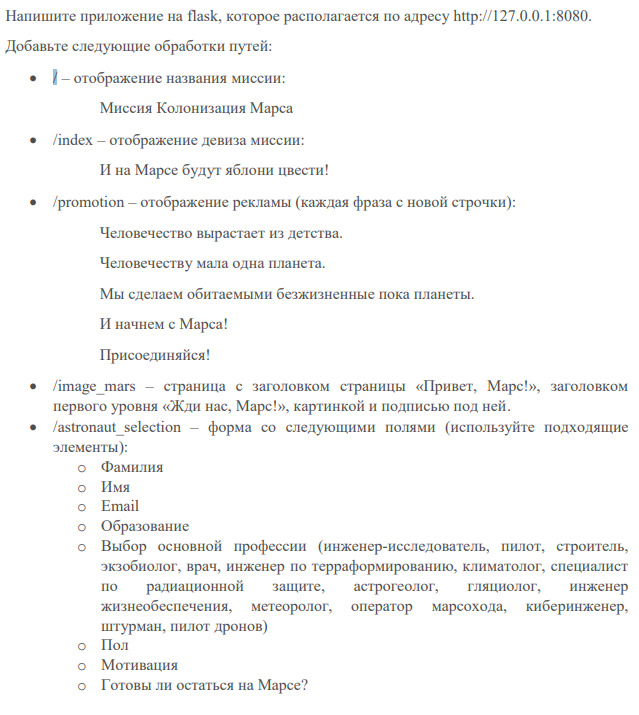 Напишите приложение на flask, которое располагается по адресу http://127.0.0.1:8080.
Добавьте следующие обработки путей:
• / – отображение названия миссии:
Миссия Колонизация Марса
• /index – отображение девиза миссии:
И на Марсе будут яблони цвести!
• /promotion – отображение рекламы (каждая фраза с новой строчки):
Человечество вырастает из детства.
Человечеству мала одна планета.
Мы сделаем обитаемыми безжизненные пока планеты.
И начнем с Марса!
Присоединяйся!
• /image_mars – страница с заголовком страницы «Привет, Марс!», заголовком
первого уровня «Жди нас, Марс!», картинкой и подписью под ней.
• /astronaut_selection – форма со следующими полями (используйте подходящие
элементы):
o Фамилия
o Имя
o Email
o Образование
o Выбор основной профессии (инженер-исследователь, пилот, строитель,
экзобиолог, врач, инженер по терраформированию, климатолог, специалист
по радиационной защите, астрогеолог, гляциолог, инженер
жизнеобеспечения, метеоролог, оператор марсохода, киберинженер,
штурман, пилот дронов)
o Пол
o Мотивация
o Готовы ли остаться на Марсе?